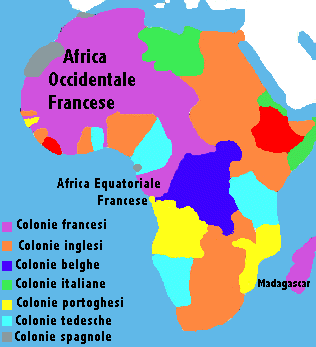 Africa
Occidentale
Francese
Africa Equatoriale
Francese
Madagascar
Colonie francesi
Colonie inglesi
Colonie belghe
Colonie italiane
Colonie portoghesi
Colonie tedesche
Colonie spagnole